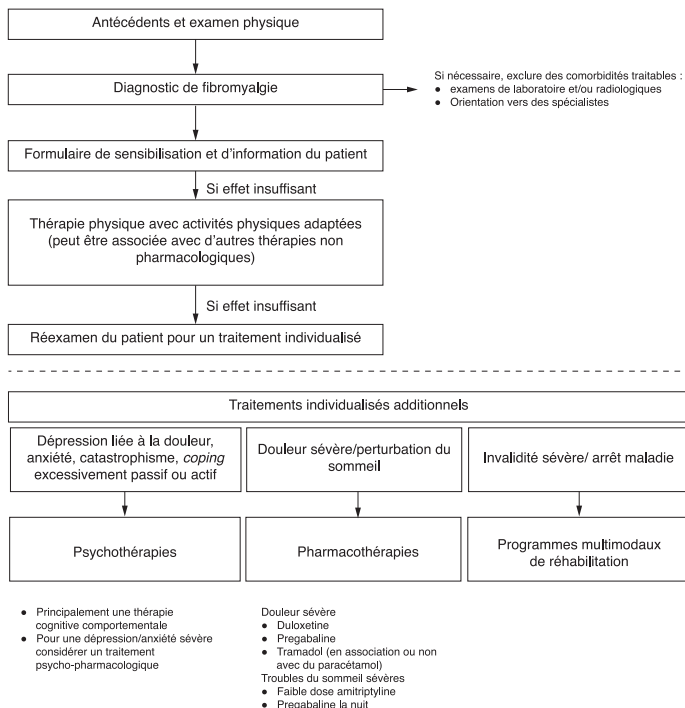 Antécédents et examen physique
Diagnostic de fibromyalgie
Si nécessaire, exclure des comorbidités traitables :
● examens de laboratoire et/ou radiologiques
● Orientation vers des spécialistes
Formulaire de sensibilisation et d'information du patient
Si effet insuffisant
Thérapie physique avec activités physiques adaptées
(peut être associée avec d'autres thérapies non
pharmacologiques)
Si effet insuffisant
Réexamen du patient pour un traitement individualisé
Traitements individualisés additionnels
Dépression liée à la douleur,
anxiété, catastrophisme, coping
excessivement passif ou actif
Douleur sévère/perturbation du
sommeil
Invalidité sévère/ arrêt maladie
Psychothérapies
Pharmacothérapies
Programmes multimodaux
de réhabilitation
● Principalement une thérapie
cognitive comportementale
● Pour une dépression/anxiété sévère
considérer un traitement
psycho-pharmacologique
Douleur sévère
● Duloxetine
● Pregabaline
● Tramadol (en association ou non
avec du paracétamol)
Troubles du sommeil sévères
● Faible dose amitriptyline
● Pregabaline la nuit